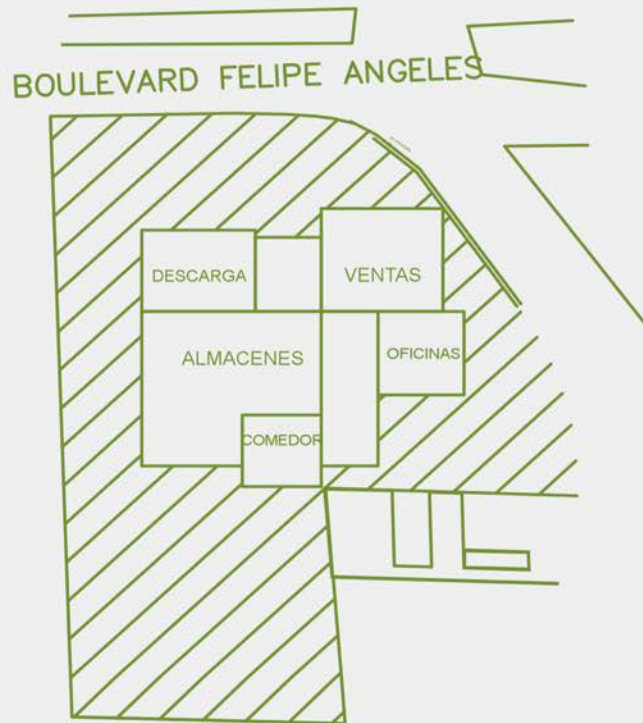 BOULEVARD FELIPE ANGELES
DESCARGA
VENTAS
ALMACENES
OFICINAS
COMEDOR